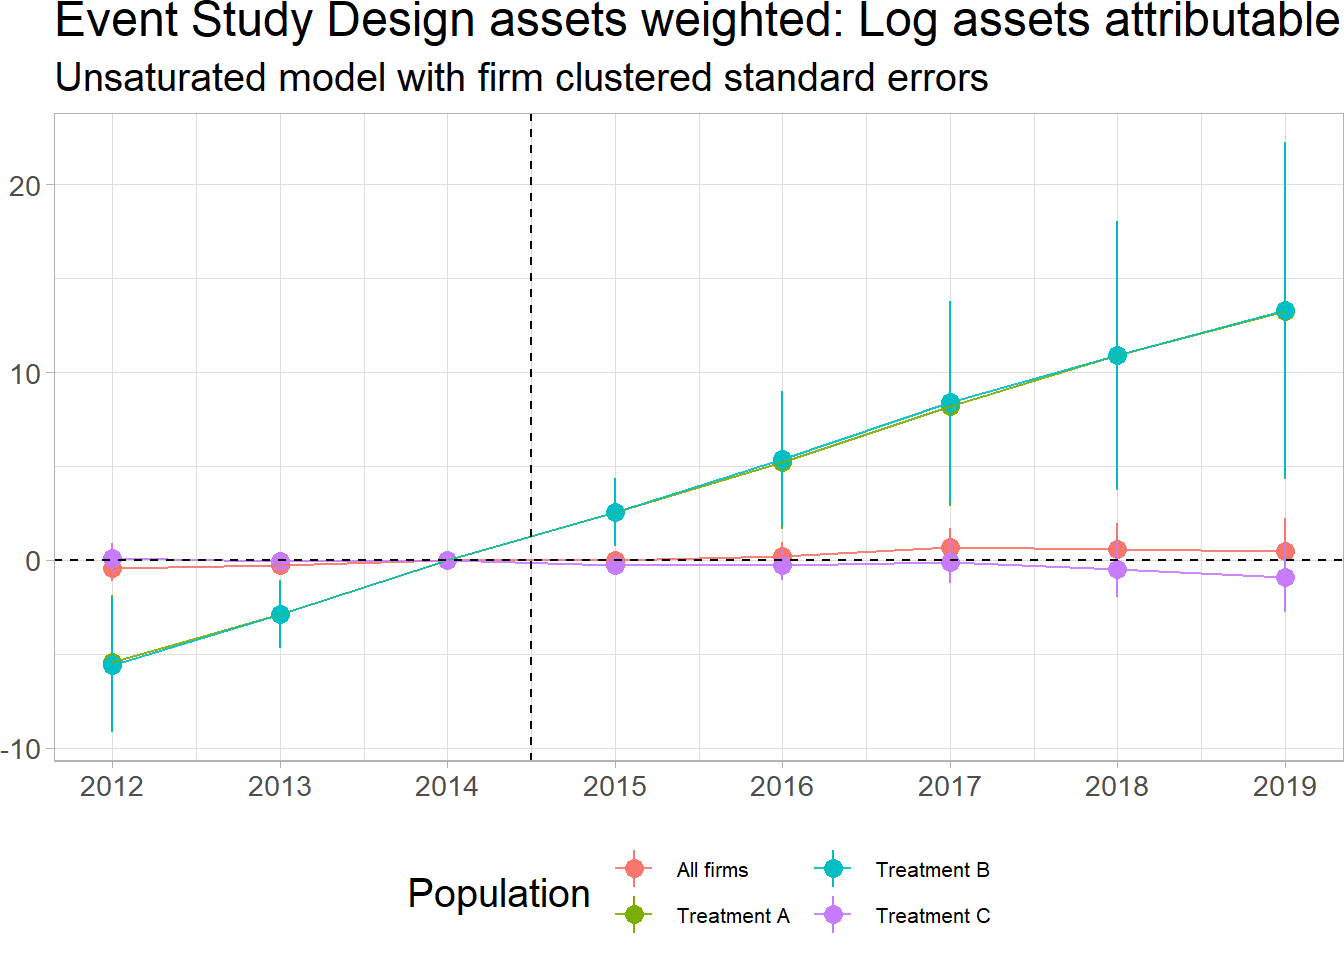 Event Study Design assets weighted: Log assets attributable
Unsaturated model with firm clustered standard errors
20
10
0
-10
2012 2013 2014 2015 2016 2017 2018 2019
Population
All firms
Treatment A
Treatment B
Treatment C